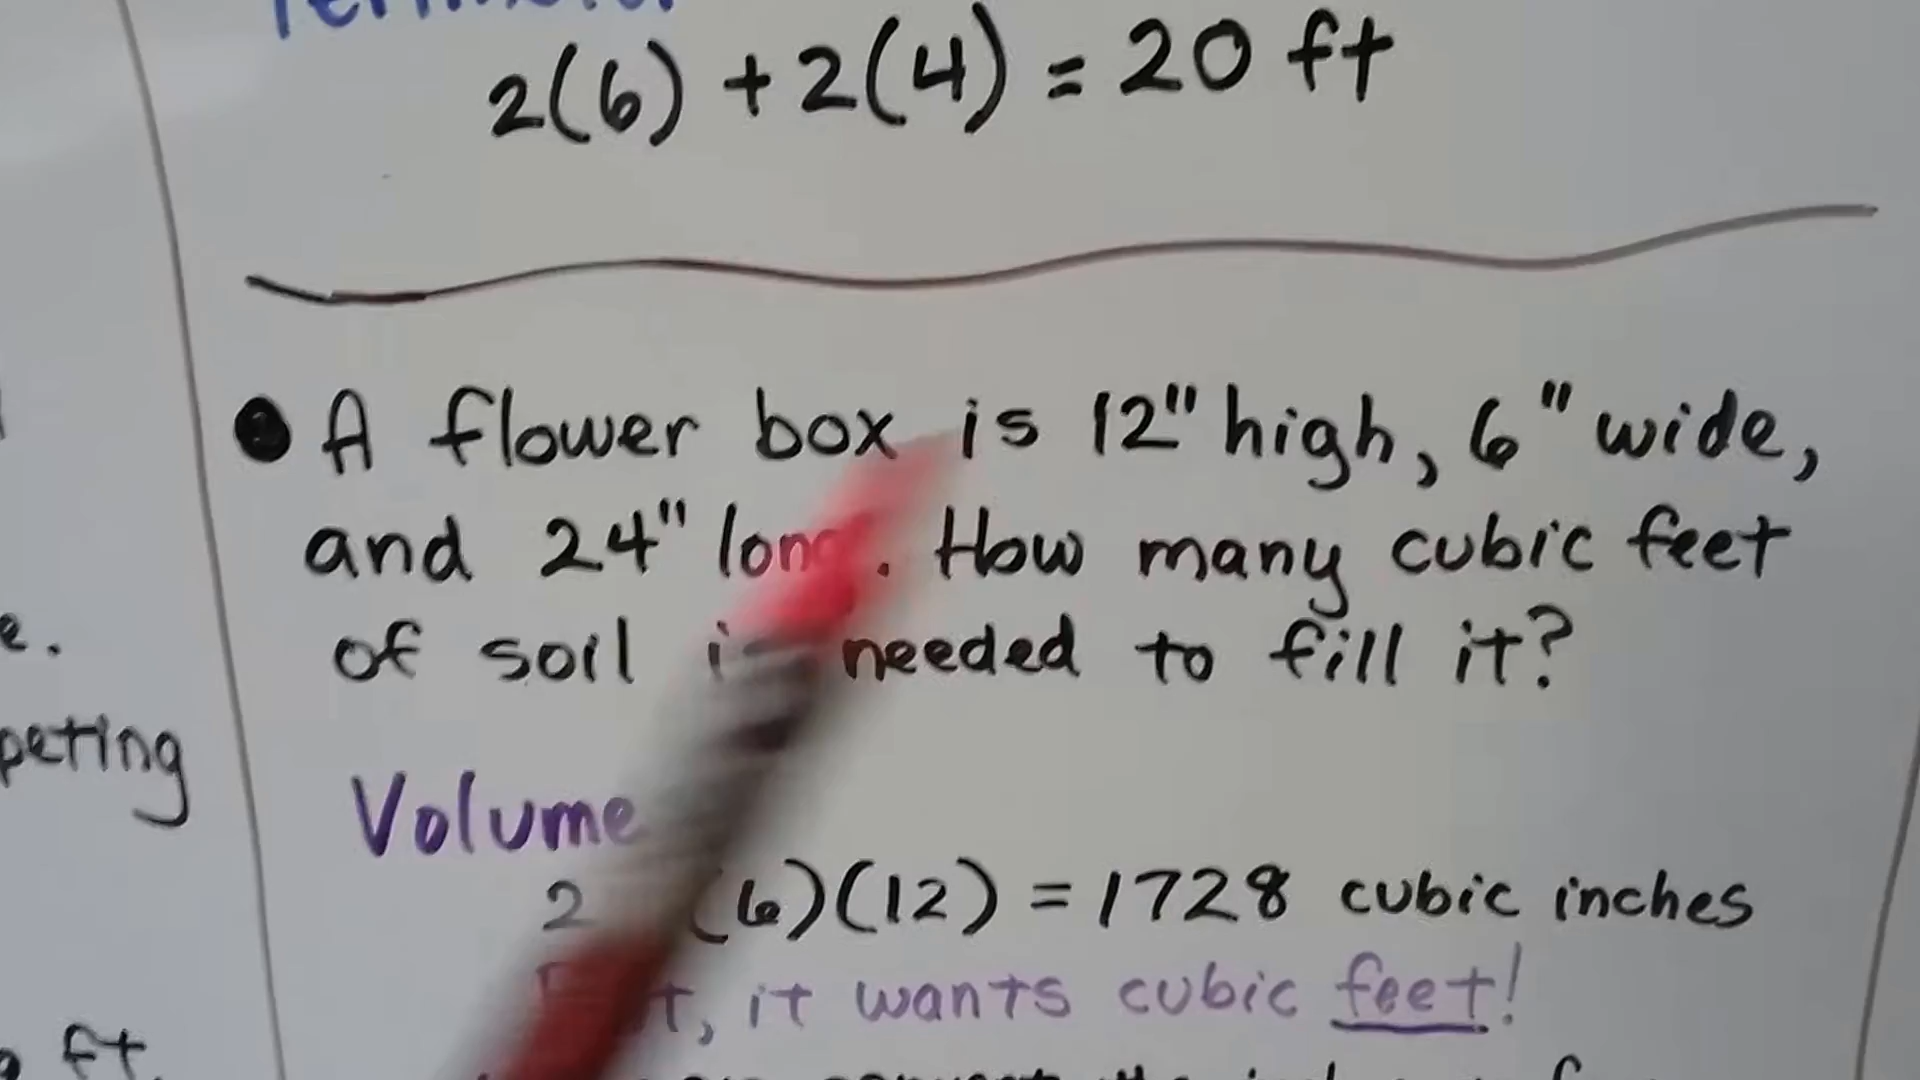 2(6) + 2(4) = 20 ft
A flower box is 12" high, 6" wide,
and 24" long. How many cubic feet
of soil is needed to fill it?
e.
peting
Volume
2 (6)(12) = 1728 cubic inches
it wants cubic feet!
ft.